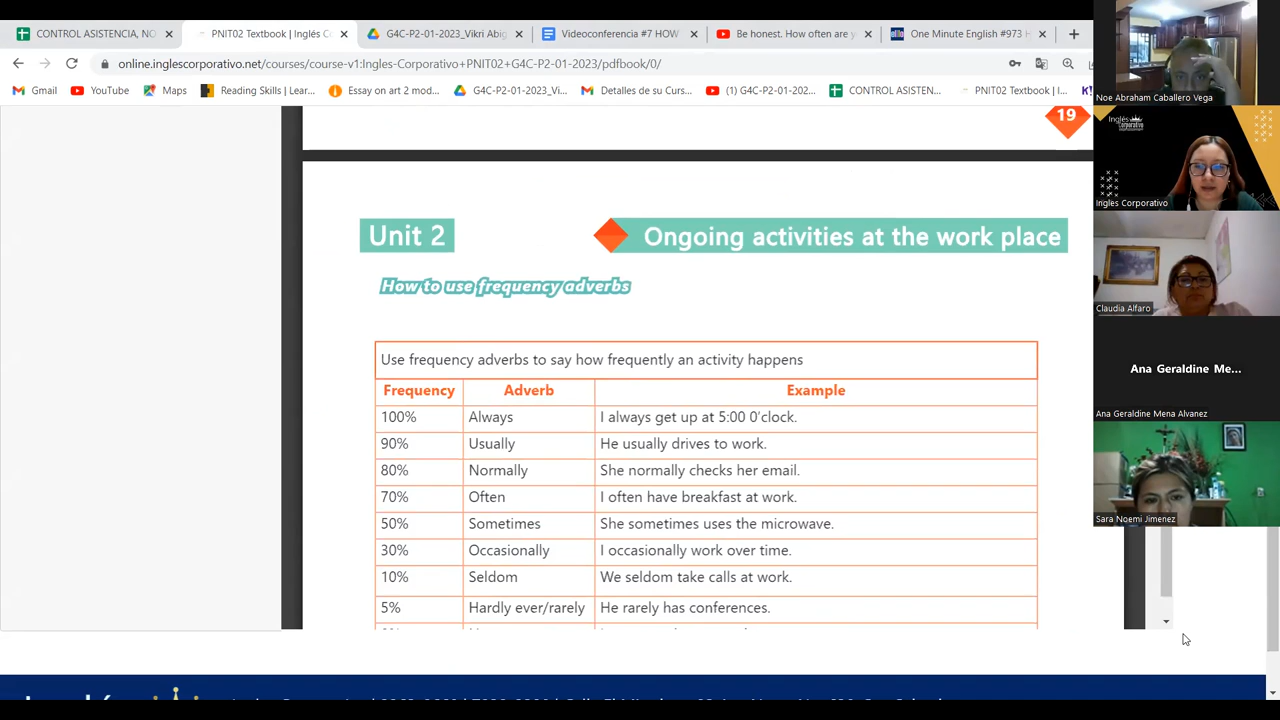 CONTROL ASISTENCIA, NO
PNIT02 Textbook | Inglés C
G4C-P2-01-2023_Vikri Abig
Videoconferencia #7 HOW
Be honest. How often are y
One Minute English #973 H
online.inglescorporativo.net/courses/course-v1:Ingles-Corporativo+PNIT02+G4C-P2-01-2023/pdfbook/0/
Gmail
YouTube
Maps
Reading Skills | Lear...
Essay on art 2 mod...
G4C-P2-01-2023_Vi...
Detalles de su Curs...
(1) G4C-P2-01-202...
CONTROL ASISTEN...
PNIT02 Textbook | In...
19
Unit 2
Ongoing activities at the work place
How to use frequency adverbs
Use frequency adverbs to say how frequently an activity happens
Frequency Adverb Example
100% Always I always get up at 5:00 0'clock.
90% Usually He usually drives to work.
80% Normally She normally checks her email.
70% Often I often have breakfast at work.
50% Sometimes She sometimes uses the microwave.
30% Occasionally I occasionally work over time.
10% Seldom We seldom take calls at work.
5% Hardly ever/rarely He rarely has conferences.
Noe Abraham Caballero Vega
Inglés Corporativo
Ingles Corporativo
Claudia Alfaro
Ana Geraldine Me...
Ana Geraldine Mena Alvanez
Sara Noemi Jimenez